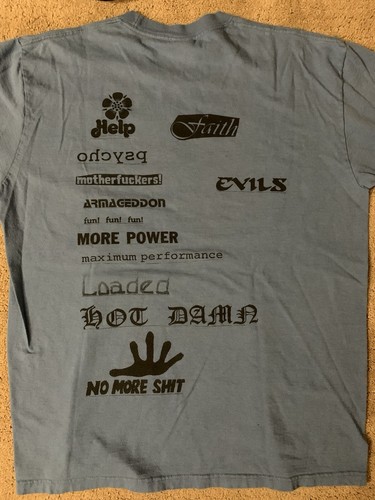 Help
Faith
psycho
motherfuckers!
EVILS
ARMAGEDDON
fun! fun! fun!
MORE POWER
maximum performance
Loaded
HOT DAMN
NO MORE SHIT